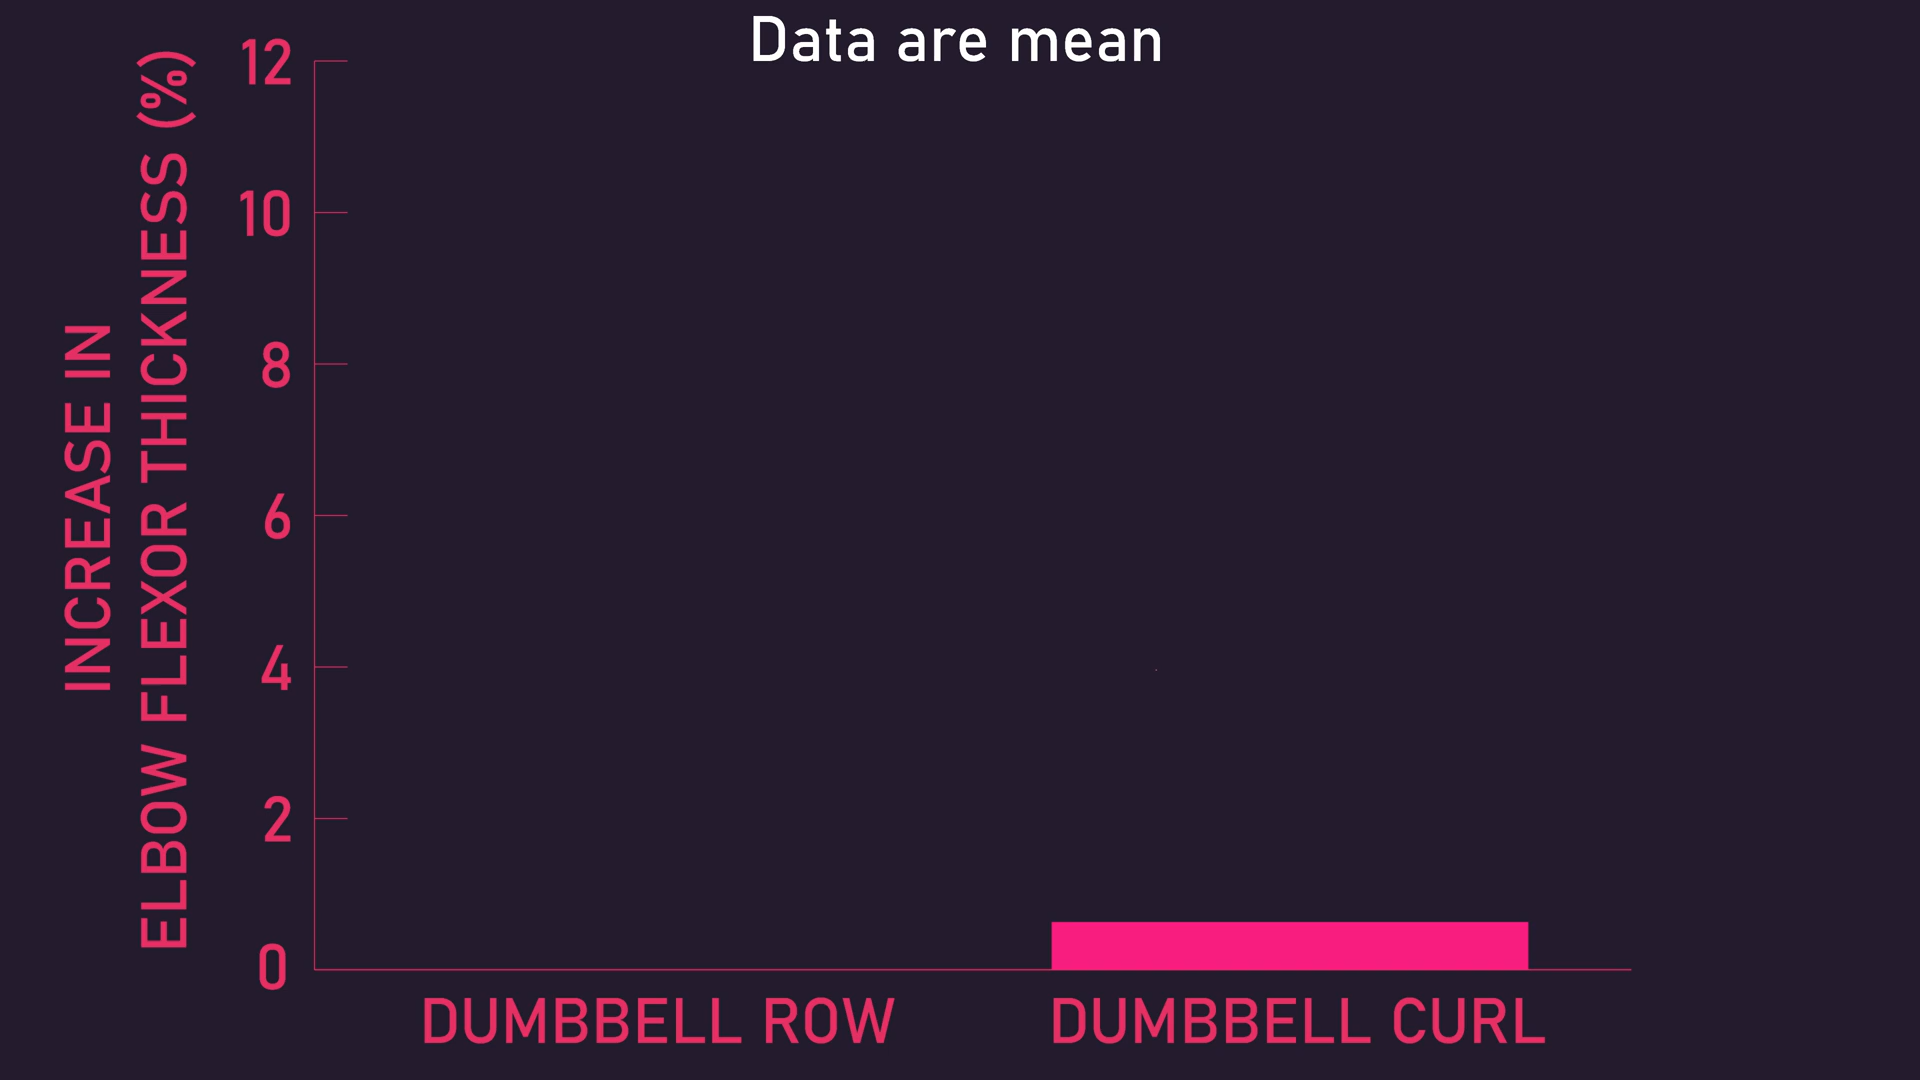 Data are mean
INCREASE IN
ELBOW FLEXOR THICKNESS (%)
12
10
8
6
4
2
0
DUMBBELL ROW
DUMBBELL CURL